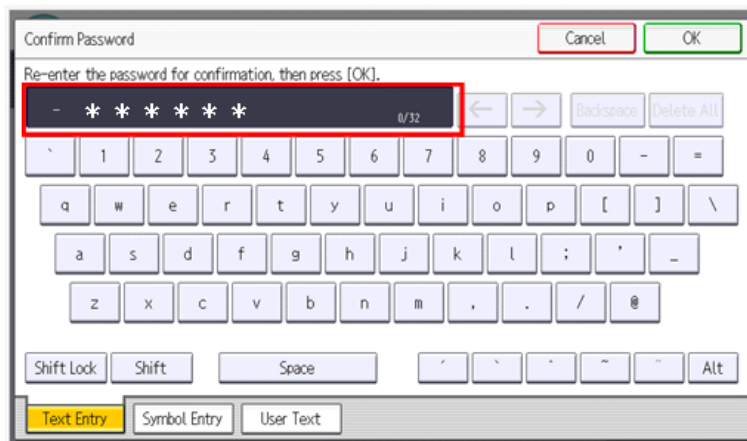 Confirm Password Cancel OK
Re-enter the password for confirmation, then press [OK].
- ****** 0/32 ← → Backspace Delete All
` 1 2 3 4 5 6 7 8 9 0 - =
q w e r t y u i o p [ ] \
a s d f g h j k l ; ' _
z x c v b n m , . / @
Shift Lock Shift Space ´ ` ^ ~ ¨ Alt
Text Entry Symbol Entry User Text